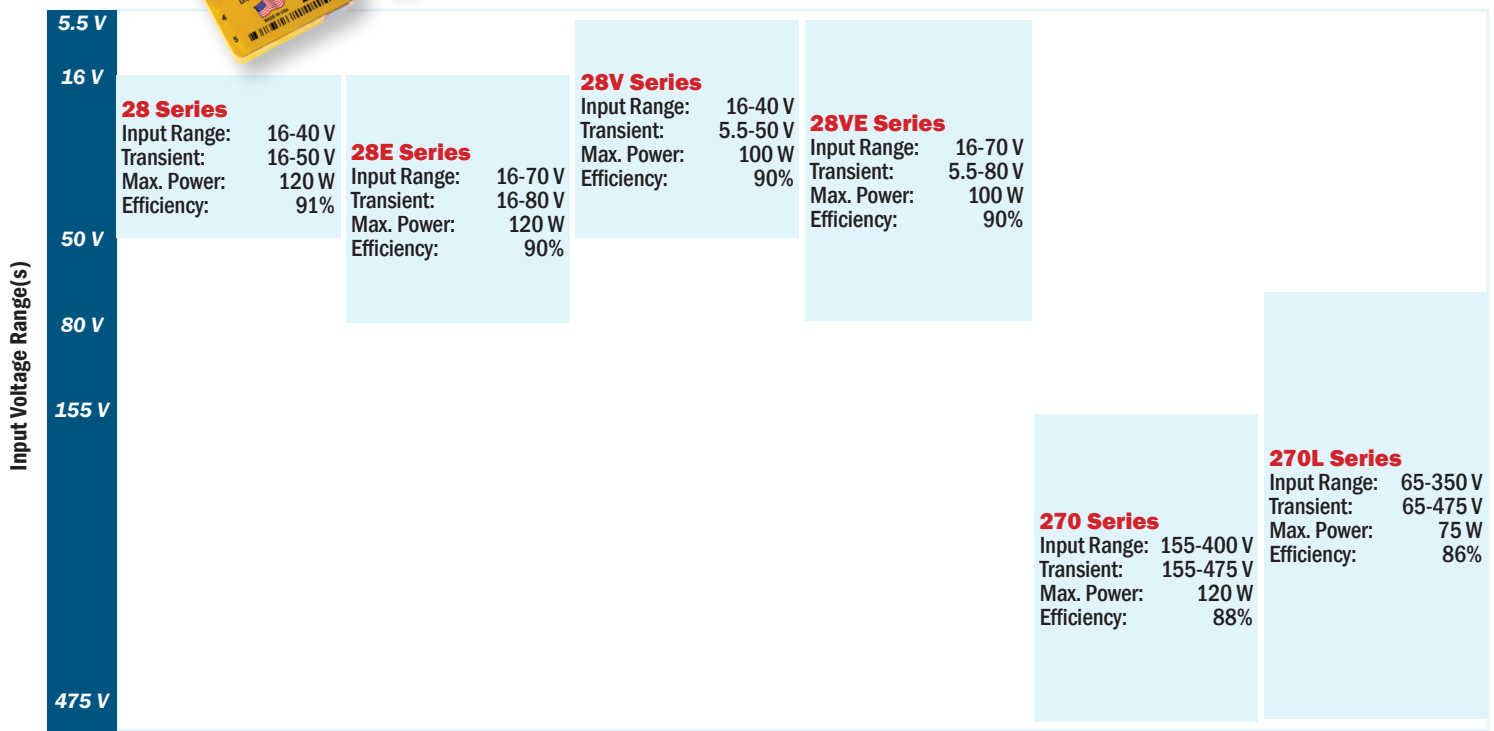 4
5
MADE IN USA
5.5 V
16 V
50 V
80 V
155 V
475 V
Input Voltage Range(s)
28 Series
Input Range: 16-40 V
Transient: 16-50 V
Max. Power: 120 W
Efficiency: 91%
28E Series
Input Range: 16-70 V
Transient: 16-80 V
Max. Power: 120 W
Efficiency: 90%
28V Series
Input Range: 16-40 V
Transient: 5.5-50 V
Max. Power: 100 W
Efficiency: 90%
28VE Series
Input Range: 16-70 V
Transient: 5.5-80 V
Max. Power: 100 W
Efficiency: 90%
270 Series
Input Range: 155-400 V
Transient: 155-475 V
Max. Power: 120 W
Efficiency: 88%
270L Series
Input Range: 65-350 V
Transient: 65-475 V
Max. Power: 75 W
Efficiency: 86%